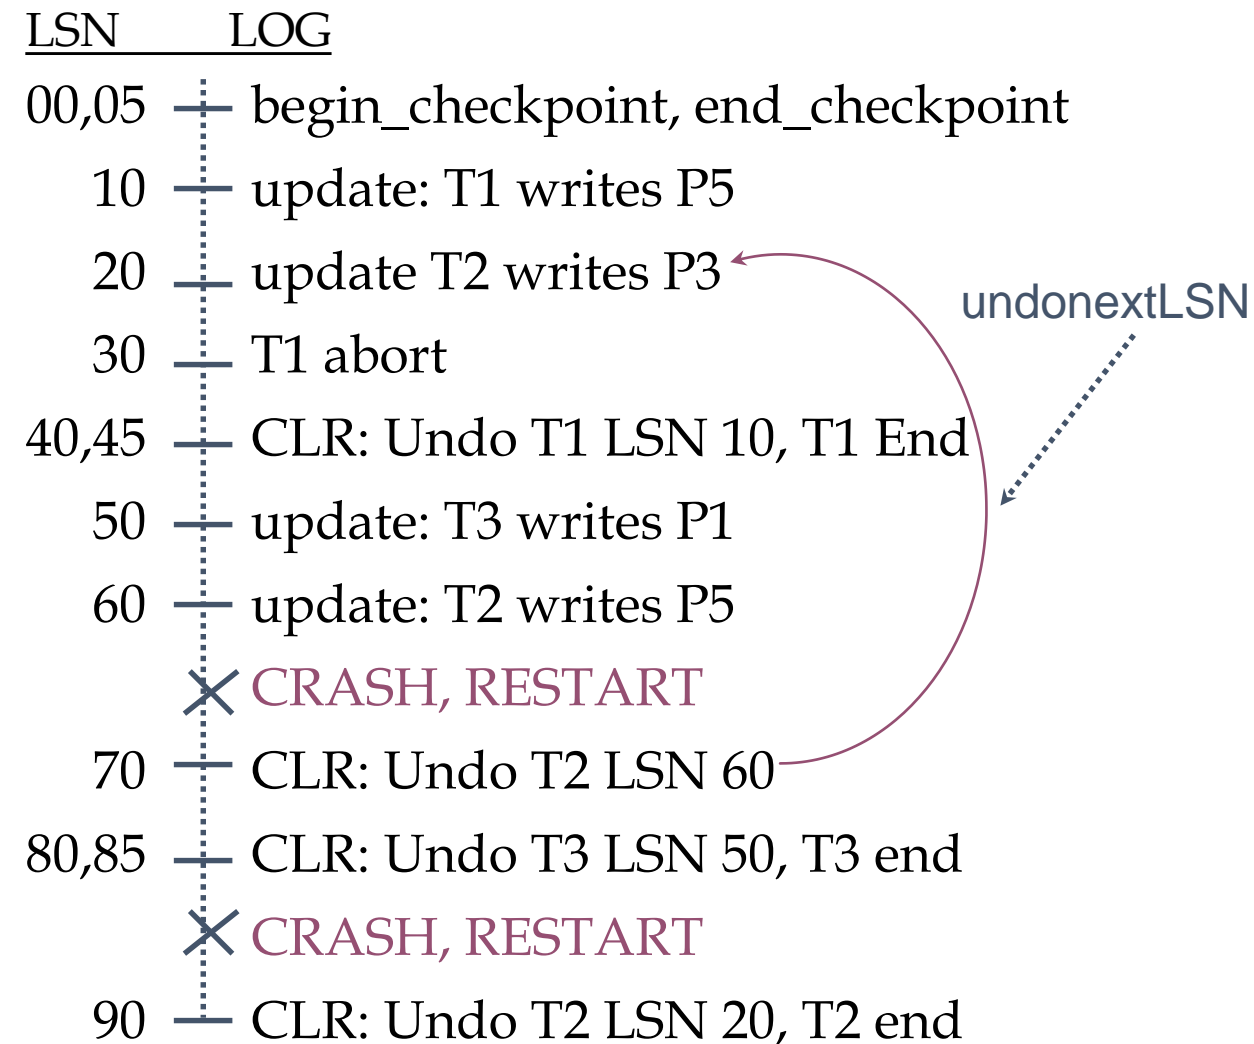 LSN LOG
00,05 begin_checkpoint, end_checkpoint
10 update: T1 writes P5
20 update T2 writes P3
undonextLSN
30 T1 abort
40,45 CLR: Undo T1 LSN 10, T1 End
50 update: T3 writes P1
60 update: T2 writes P5
CRASH, RESTART
70 CLR: Undo T2 LSN 60
80,85 CLR: Undo T3 LSN 50, T3 end
CRASH, RESTART
90 CLR: Undo T2 LSN 20, T2 end